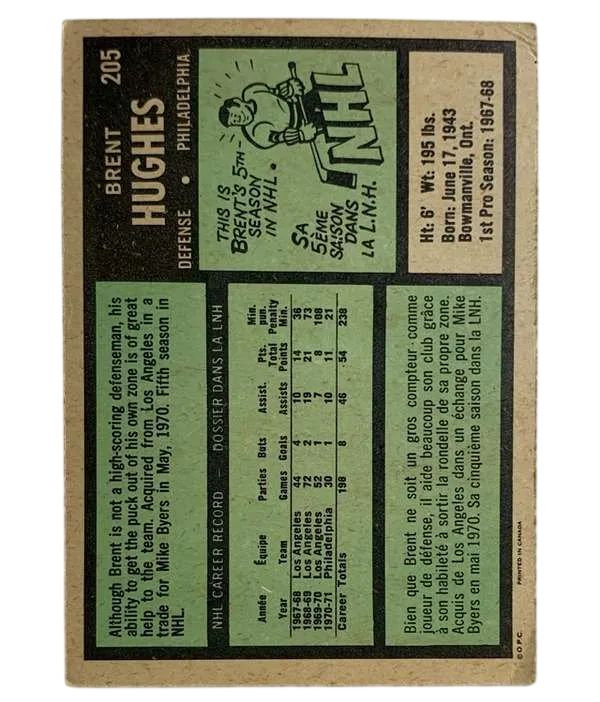 BRENT 205
HUGHES
DEFENSE • PHILADELPHIA
Although Brent is not a high-scoring defenseman, his
ability to get the puck out of his own zone is of great
help to the team. Acquired from Los Angeles in a
trade for Mike Byers in May, 1970. Fifth season in
NHL.
THIS IS
BRENT'S 5TH
SEASON
IN NHL.
SA
5ÈME
SAISON
DANS
LA L.N.H.
NHL
NHL CAREER RECORD — DOSSIER DANS LA LNH
Année Équipe Parties Buts Assist. Pts. Min.
Total pun.
Year Team Games Goals Assists Points Penalty
Min.
1967-68 Los Angeles 44 4 10 14 36
1968-69 Los Angeles 72 2 19 21 73
1969-70 Los Angeles 52 1 7 8 108
1970-71 Philadelphia 30 1 10 11 21
Career Totals 198 8 46 54 238
Ht: 6' Wt: 195 lbs.
Born: June 17, 1943
Bowmanville, Ont.
1st Pro Season: 1967-68
Bien que Brent ne soit un gros compteur comme
joueur de défense, il aide beaucoup son club grâce
à son habileté à sortir la rondelle de sa propre zone.
Acquis de Los Angeles dans un échange pour Mike
Byers en mai 1970. Sa cinquième saison dans la LNH.
© O.P.C. PRINTED IN CANADA